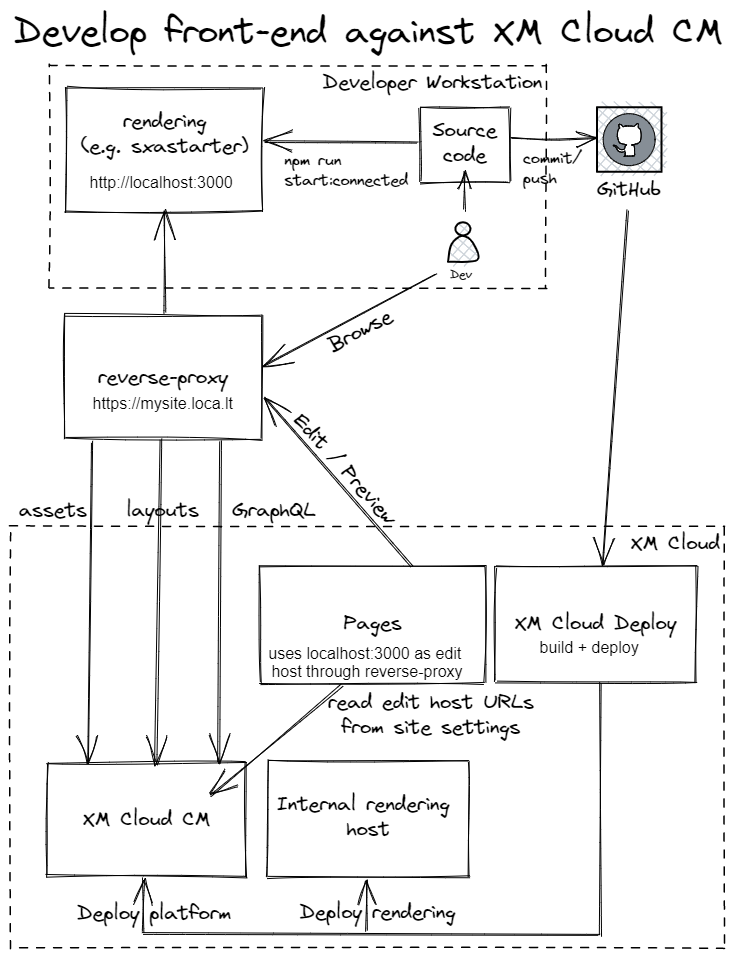 Develop front-end against XM Cloud CM
Developer Workstation
rendering
(e.g. sxastarter)
http://localhost:3000
npm run
start:connected
Source
code
commit/
push
GitHub
Dev
Browse
reverse-proxy
https://mysite.loca.lt
Edit / Preview
assets
layouts
GraphQL
XM Cloud
Pages
uses localhost:3000 as edit
host through reverse-proxy
XM Cloud Deploy
build + deploy
read edit host URLs
from site settings
XM Cloud CM
Internal rendering
host
Deploy platform
Deploy rendering